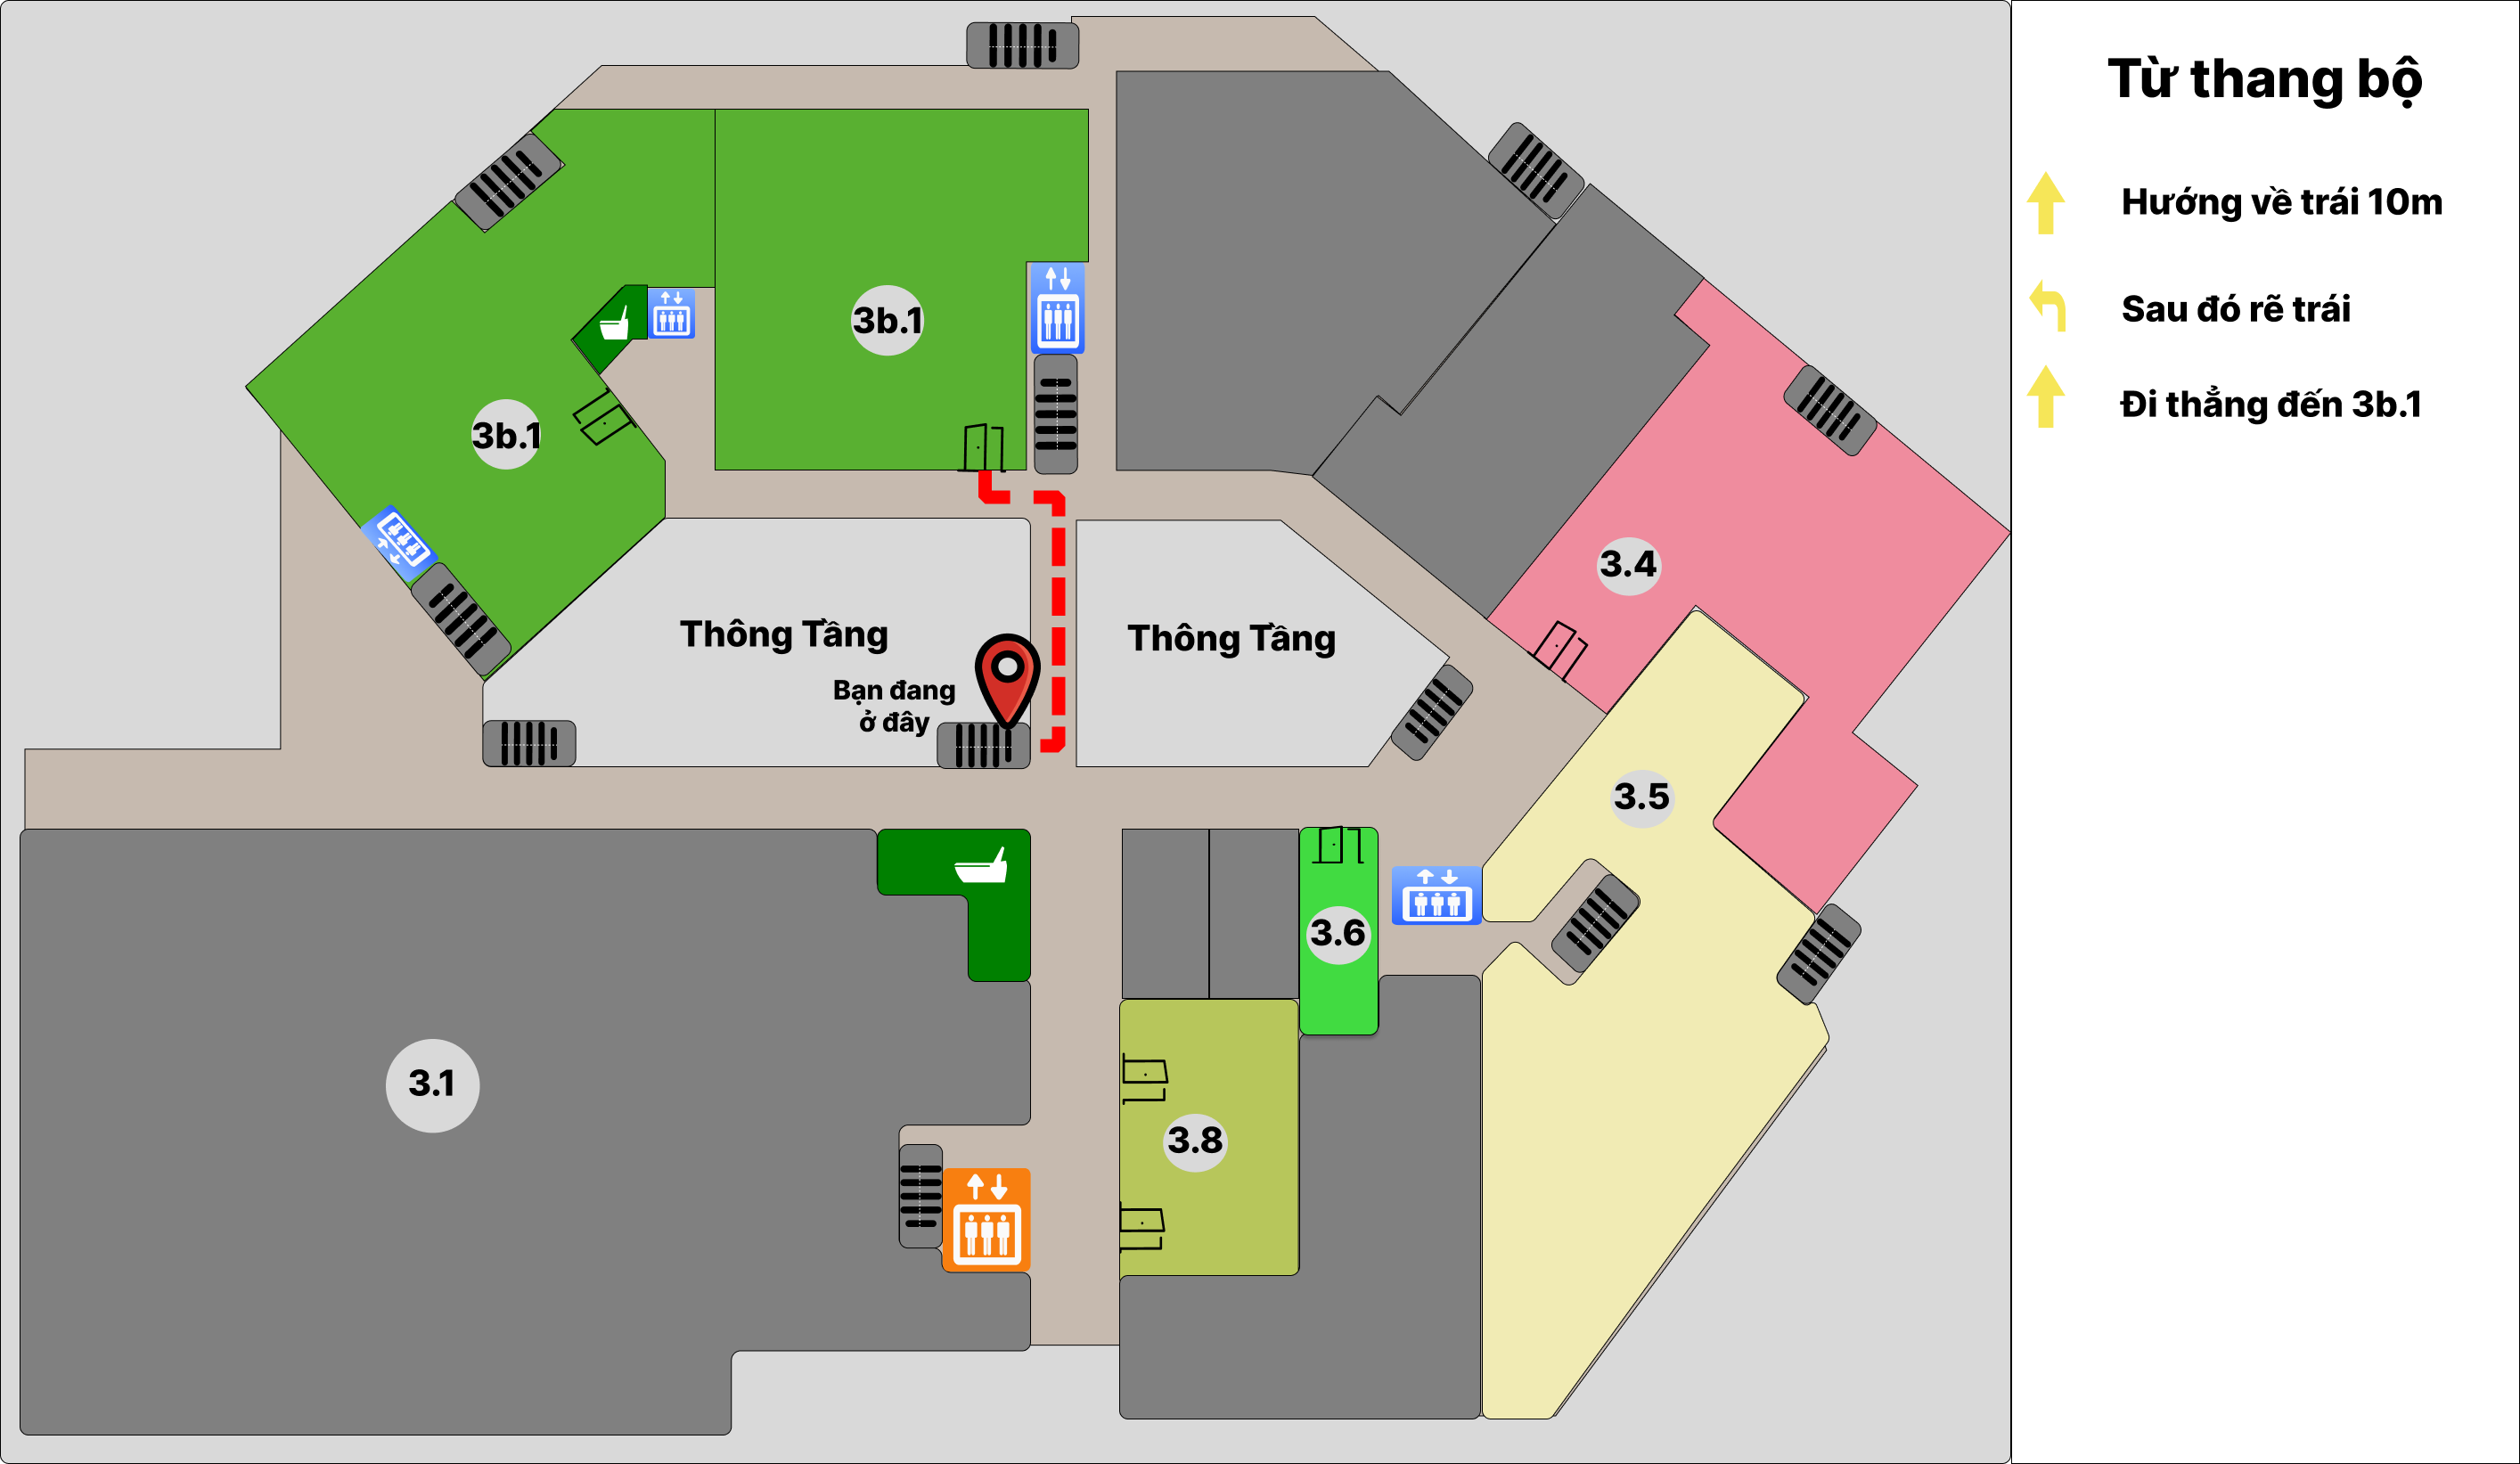 Từ thang bộ
Hướng về trái 10m
Sau đó rẽ trái
Đi thẳng đến 3b.1
3b.1
3b.1
3.4
Thông Tầng
Thông Tầng
Bạn đang
ở đây
3.5
3.6
3.1
3.8